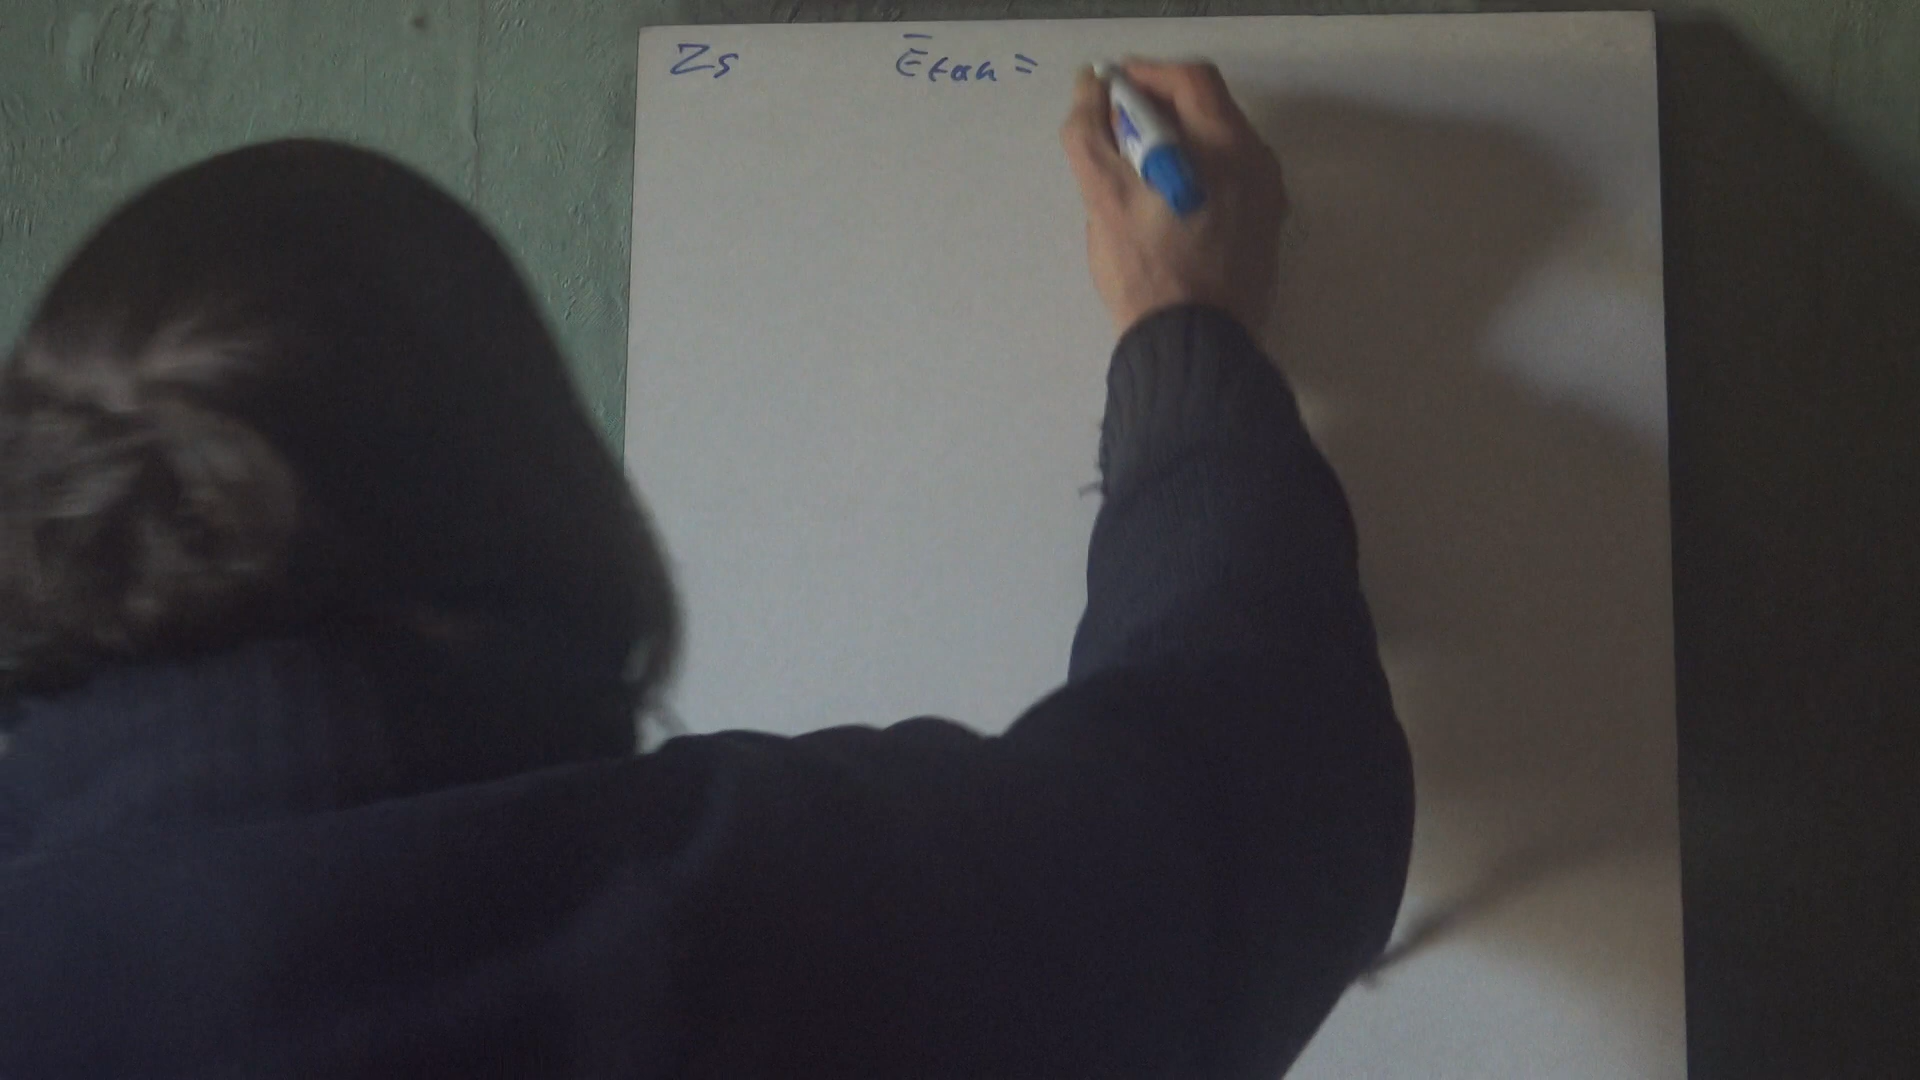 Zs Ētan =